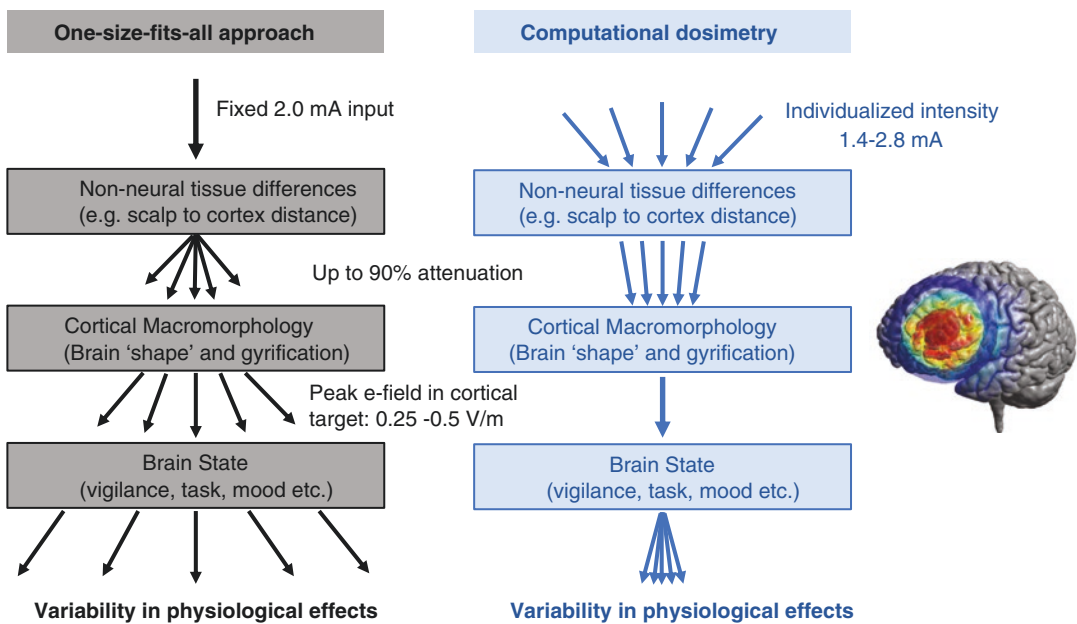 One-size-fits-all approach
Fixed 2.0 mA input
Non-neural tissue differences
(e.g. scalp to cortex distance)
Up to 90% attenuation
Cortical Macromorphology
(Brain ‘shape’ and gyrification)
Peak e-field in cortical
target: 0.25 -0.5 V/m
Brain State
(vigilance, task, mood etc.)
Variability in physiological effects
Computational dosimetry
Individualized intensity
1.4-2.8 mA
Non-neural tissue differences
(e.g. scalp to cortex distance)
Cortical Macromorphology
(Brain ‘shape’ and gyrification)
Brain State
(vigilance, task, mood etc.)
Variability in physiological effects